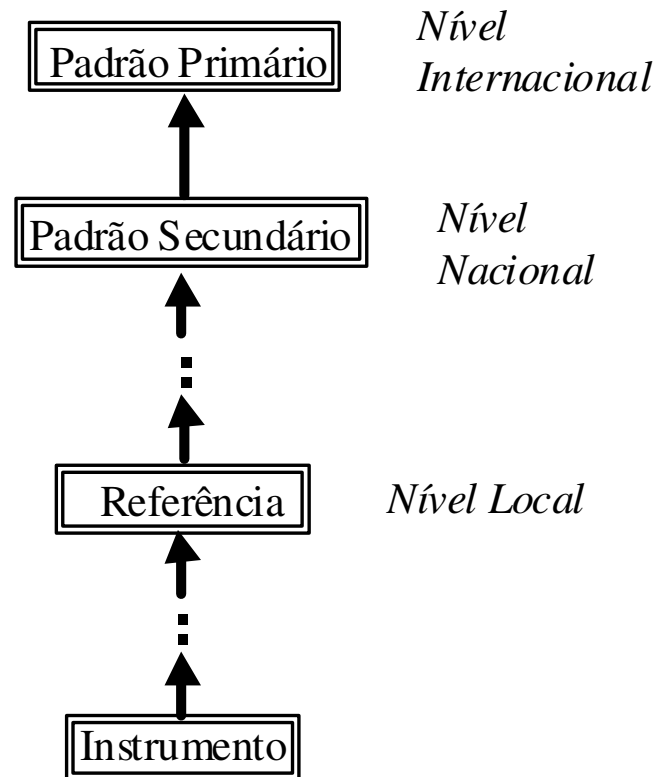 Padrão Primário
Nível
Internacional
Padrão Secundário
Nível
Nacional
Referência
Nível Local
Instrumento